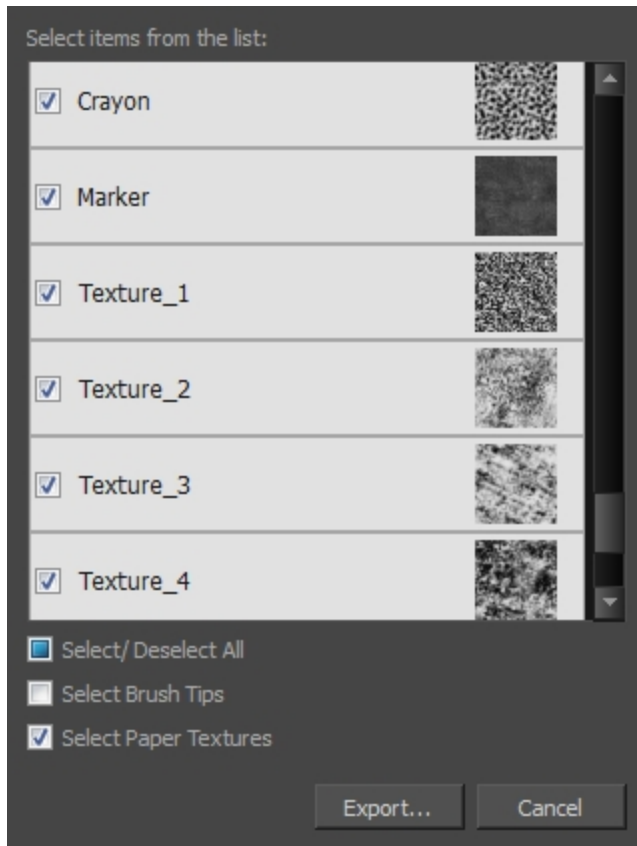 Select items from the list:
Crayon
Marker
Texture_1
Texture_2
Texture_3
Texture_4
Select/ Deselect All
Select Brush Tips
Select Paper Textures
Export... Cancel